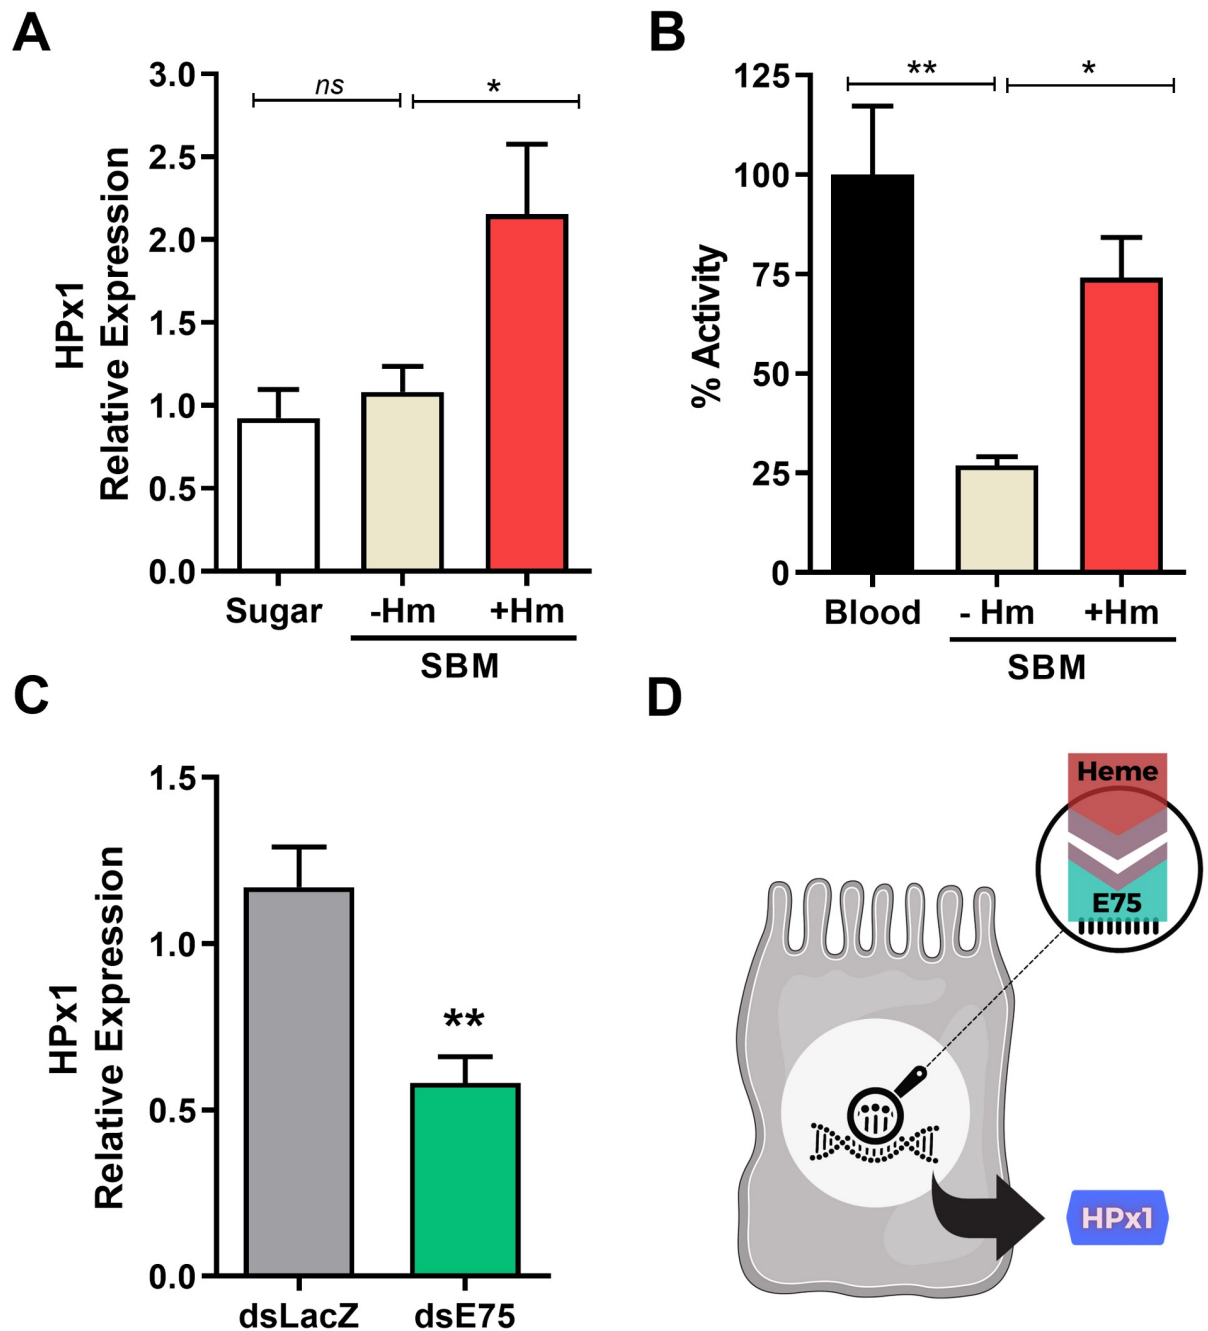 A
HPx1
Relative Expression
3.0
2.5
2.0
1.5
1.0
0.5
0.0
ns
*
Sugar
-Hm
+Hm
SBM
B
% Activity
125
100
75
50
25
0
**
*
Blood
- Hm
+Hm
SBM
C
HPx1
Relative Expression
1.5
1.0
0.5
0.0
**
dsLacZ
dsE75
D
Heme
E75
HPx1